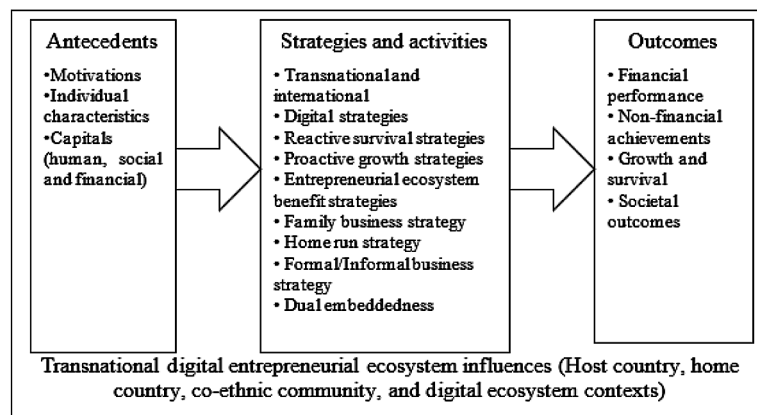 Antecedents
•Motivations
•Individual
characteristics
•Capitals
(human, social
and financial)
Strategies and activities
• Transnational and
international
• Digital strategies
• Reactive survival strategies
• Proactive growth strategies
• Entrepreneurial ecosystem
benefit strategies
• Family business strategy
• Home run strategy
• Formal/Informal business
strategy
• Dual embeddedness
Outcomes
• Financial
performance
• Non-financial
achievements
• Growth and
survival
• Societal
outcomes
Transnational digital entrepreneurial ecosystem influences (Host country, home
country, co-ethnic community, and digital ecosystem contexts)